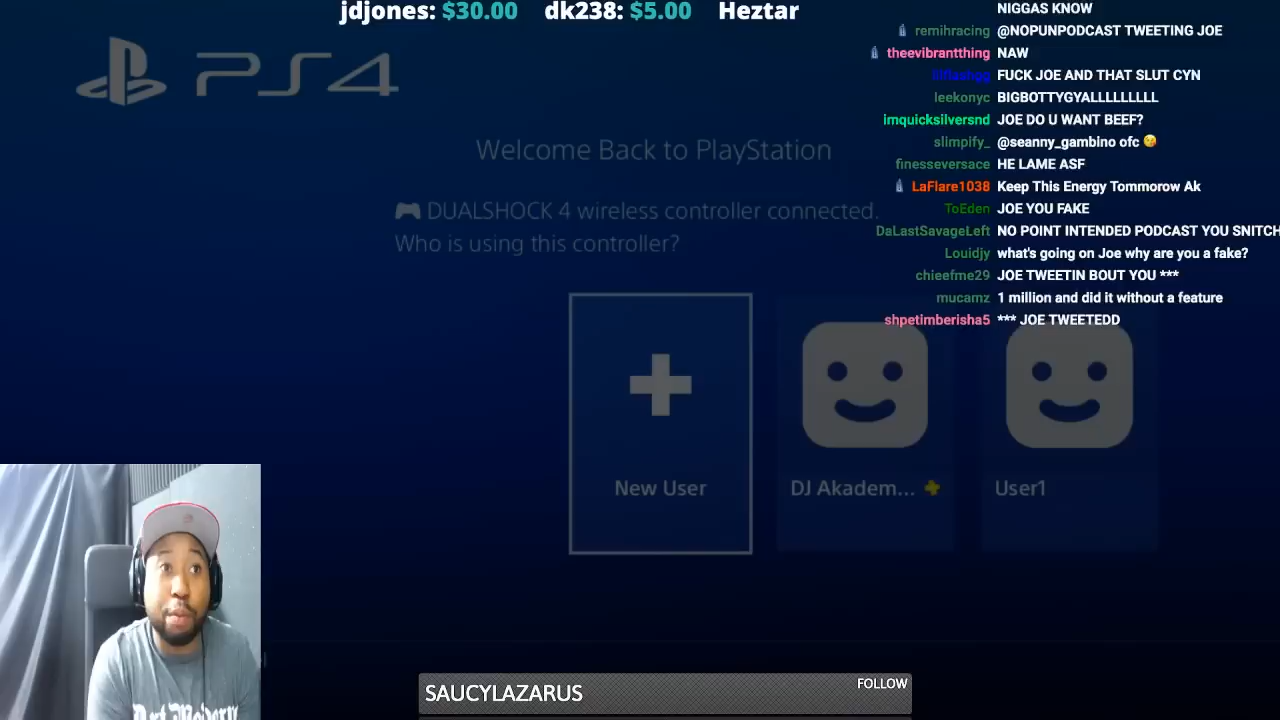 jdjones: $30.00 dk238: $5.00 Heztar
PS4
Welcome Back to PlayStation
DUALSHOCK 4 wireless controller connected.
Who is using this controller?
New User
DJ Akadem...
User1
NIGGAS KNOW
remihracing @NOPUNPODCAST TWEETING JOE
theevibrantthing NAW
FUCK JOE AND THAT SLUT CYN
leekonyc BIGBOTTYGYALLLLLLLLL
imquicksilversnd JOE DO U WANT BEEF?
slimpify_ @seanny_gambino ofc 🥴
finesseversace HE LAME ASF
LaFlare1038 Keep This Energy Tommorow Ak
ToEden JOE YOU FAKE
DaLastSavageLeft NO POINT INTENDED PODCAST YOU SNITCH
Louidjy what's going on Joe why are you a fake?
chieefme29 JOE TWEETIN BOUT YOU ***
mucamz 1 million and did it without a feature
shpetimberisha5 *** JOE TWEETEDD
SAUCYLAZARUS
FOLLOW